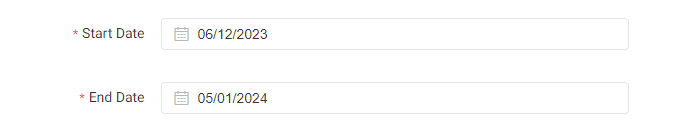 * Start Date 06/12/2023
* End Date 05/01/2024